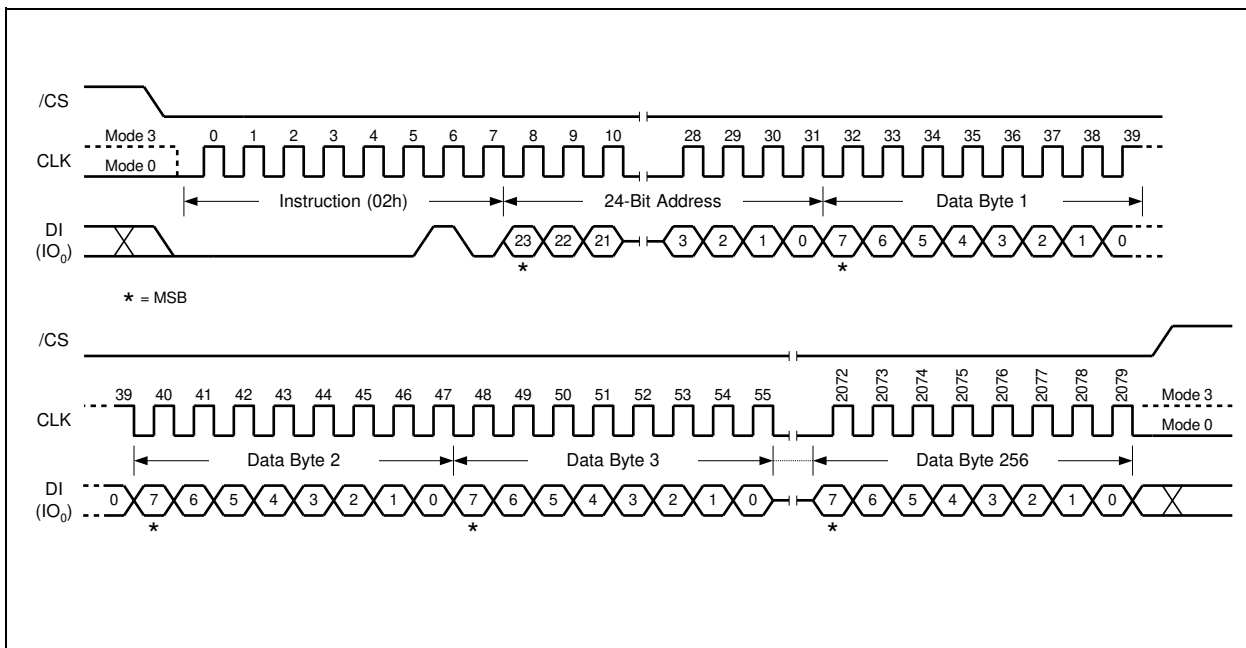 /CS
Mode 3 0 1 2 3 4 5 6 7 8 9 10 28 29 30 31 32 33 34 35 36 37 38 39
CLK
Mode 0
Instruction (02h) 24-Bit Address Data Byte 1
DI
(IO0) 23 22 21 3 2 1 0 7 6 5 4 3 2 1 0
* *
* = MSB
/CS
39 40 41 42 43 44 45 46 47 48 49 50 51 52 53 54 55 2072 2073 2074 2075 2076 2077 2078 2079 Mode 3
CLK
Mode 0
Data Byte 2 Data Byte 3 Data Byte 256
DI
(IO0) 0 7 6 5 4 3 2 1 0 7 6 5 4 3 2 1 0 7 6 5 4 3 2 1 0
* * *